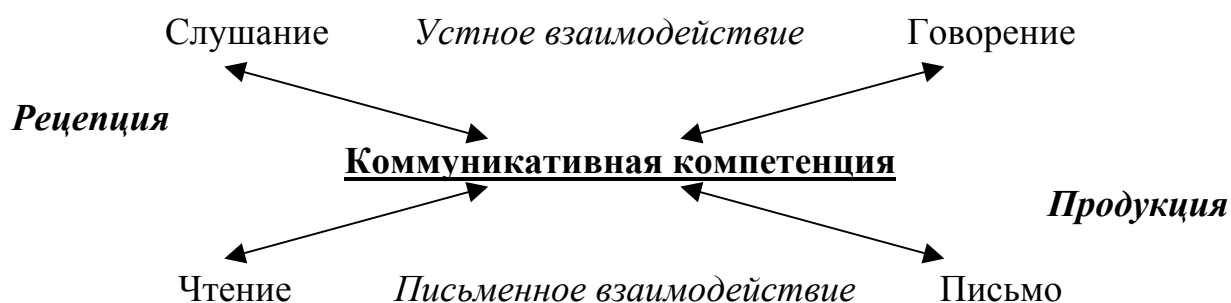 Слушание Устное взаимодействие Говорение
Рецепция
Коммуникативная компетенция
Продукция
Чтение Письменное взаимодействие Письмо